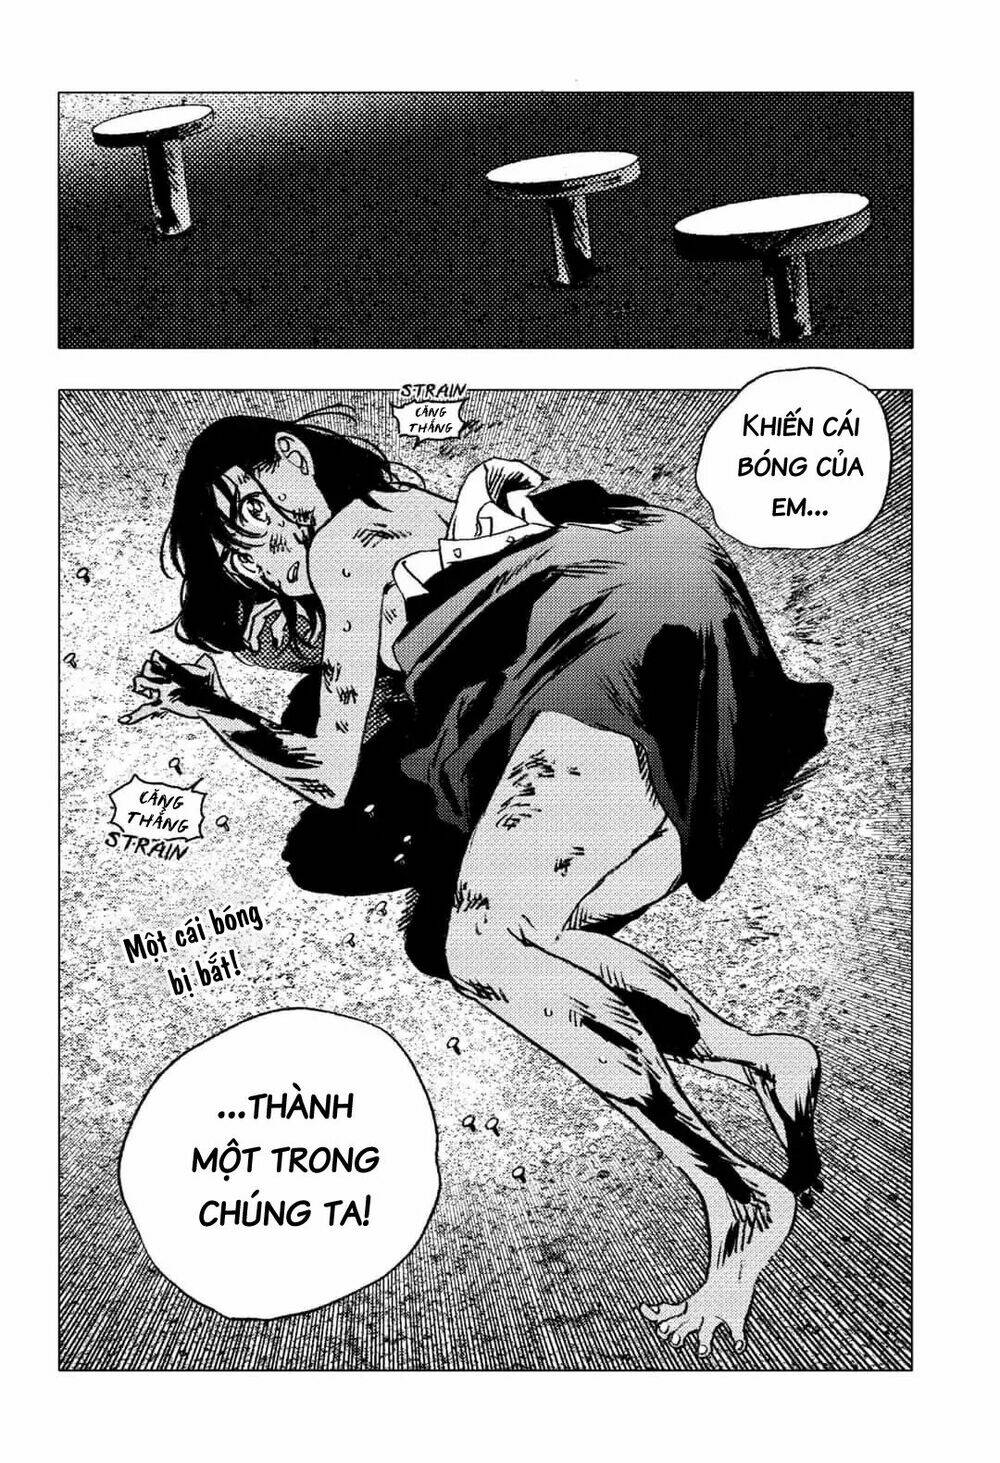 STRAIN
CĂNG
THẲNG
KHIẾN CÁI
BÓNG CỦA
EM...
CĂNG
THẲNG
STRAIN
Một cái bóng
bị bắt!
...THÀNH
MỘT TRONG
CHÚNG TA!